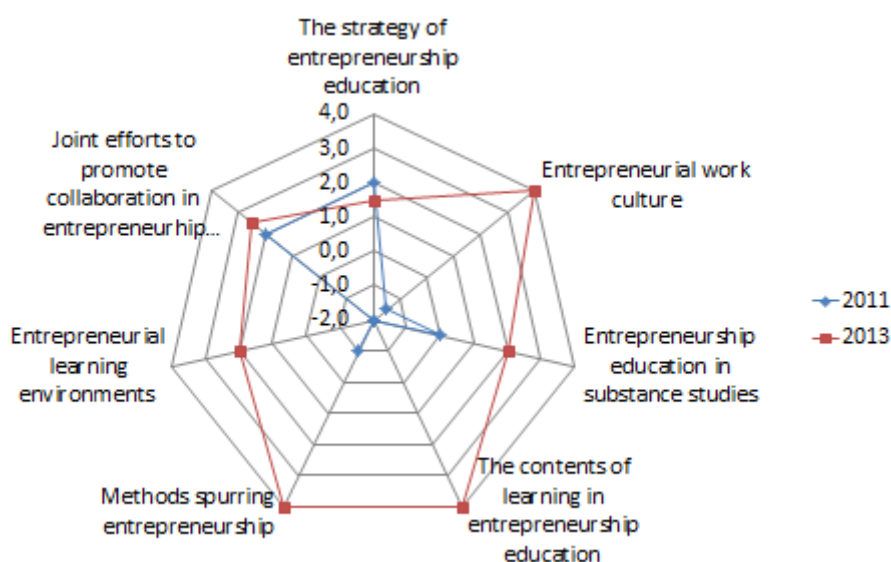 The strategy of
entrepreneurship
education
4,0
3,0
2,0
1,0
0,0
-1,0
-2,0
Entrepreneurial work
culture
Entrepreneurship
education in
substance studies
The contents of
learning in
entrepreneurship
education
Methods spurring
entrepreneurship
Entrepreneurial
learning
environments
Joint efforts to
promote
collaboration in
entrepreneurhip...
2011
2013